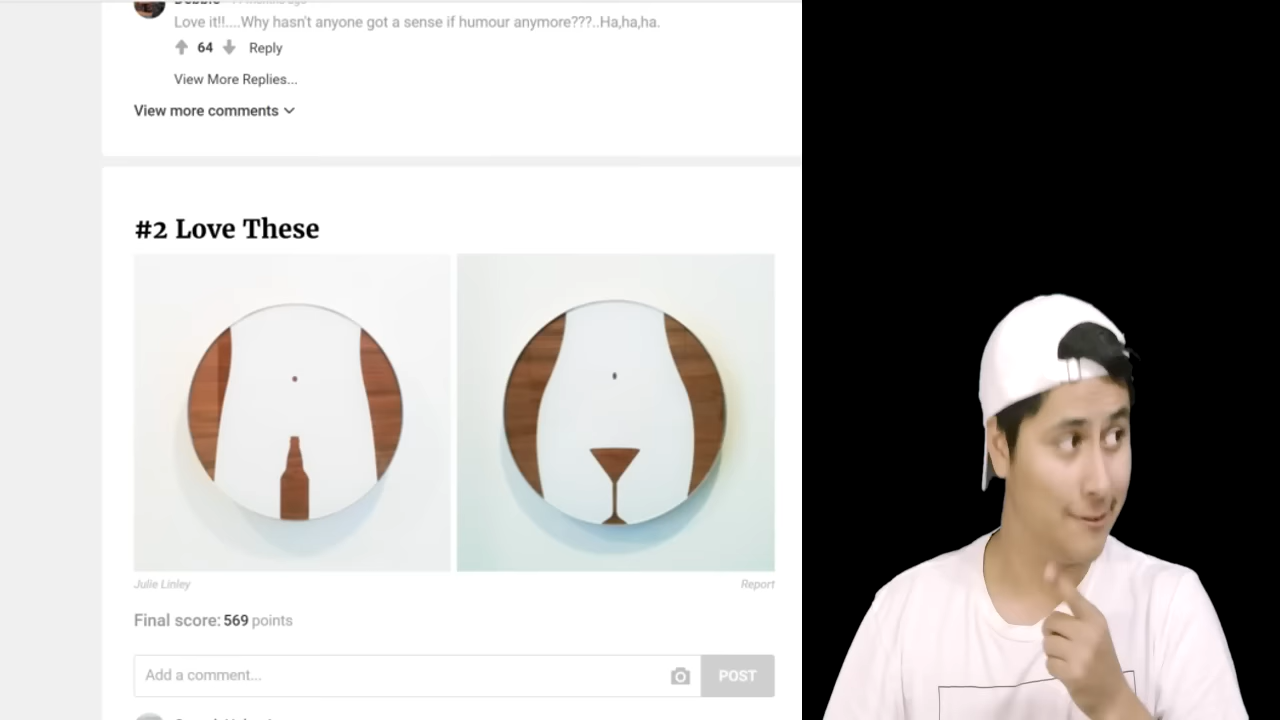 Love it!!....Why hasn't anyone got a sense if humour anymore???..Ha,ha,ha.
64 Reply
View More Replies...
View more comments
#2 Love These
Julie Linley Report
Final score: 569 points
Add a comment... POST